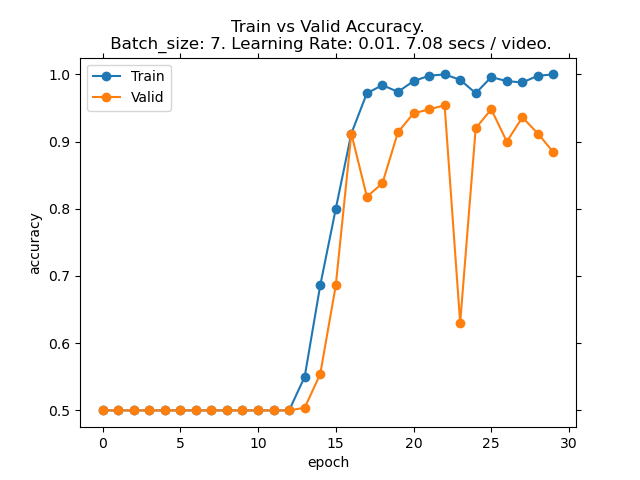 Train vs Valid Accuracy.
Batch_size: 7. Learning Rate: 0.01. 7.08 secs / video.
Train
Valid
1.0
0.9
0.8
0.7
0.6
0.5
accuracy
0 5 10 15 20 25 30
epoch